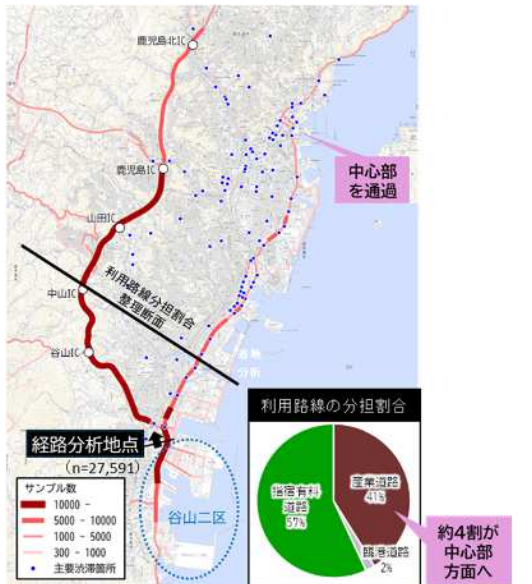 鹿児島北IC
鹿児島IC
中心部
を通過
山田IC
利用路線分担割合
整理断面
中山IC
谷山IC
経路分析地点
(n=27,591)
谷山二区
サンプル数
10000 -
5000 - 10000
1000 - 5000
300 - 1000
主要渋滞箇所
利用路線の分担割合
指宿有料
道路
57%
産業道路
41%
臨港道路
2%
約4割が
中心部
方面へ